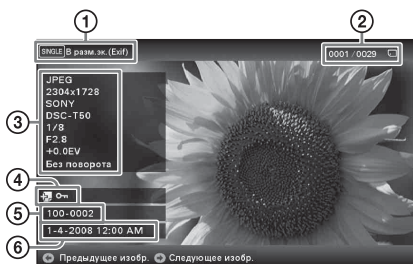 1
2
SINGLE В разм.эк.(Exif)
0001/0029
3
JPEG
2304x1728
SONY
DSC-T50
1/8
F2.8
+0.0EV
Без поворота
4
5
100-0002
1-4-2008 12:00 AM
6
Предыдущее изобр. Следующее изобр.